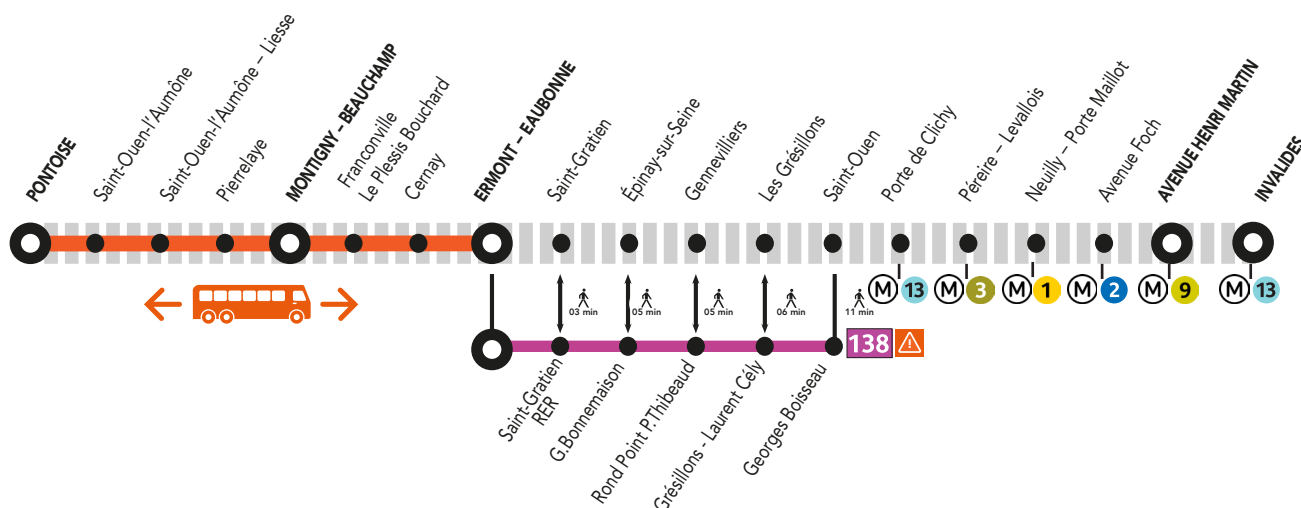 PONTOISE
Saint-Ouen-l'Aumône
Saint-Ouen-l'Aumône – Liesse
Pierrelaye
MONTIGNY – BEAUCHAMP
Franconville
Le Plessis Bouchard
Cernay
ERMONT – EAUBONNE
Saint-Gratien
Épinay-sur-Seine
Gennevilliers
Les Grésillons
Saint-Ouen
Porte de Clichy
Péreire – Levallois
Neuilly – Porte Maillot
Avenue Foch
AVENUE HENRI MARTIN
INVALIDES
M 13
M 3
M 1
M 2
M 9
M 13
03 min
05 min
05 min
06 min
11 min
138
Saint-Gratien
RER
G.Bonnemaison
Rond Point P.Thibeaud
Grésillons - Laurent Cély
Georges Boisseau